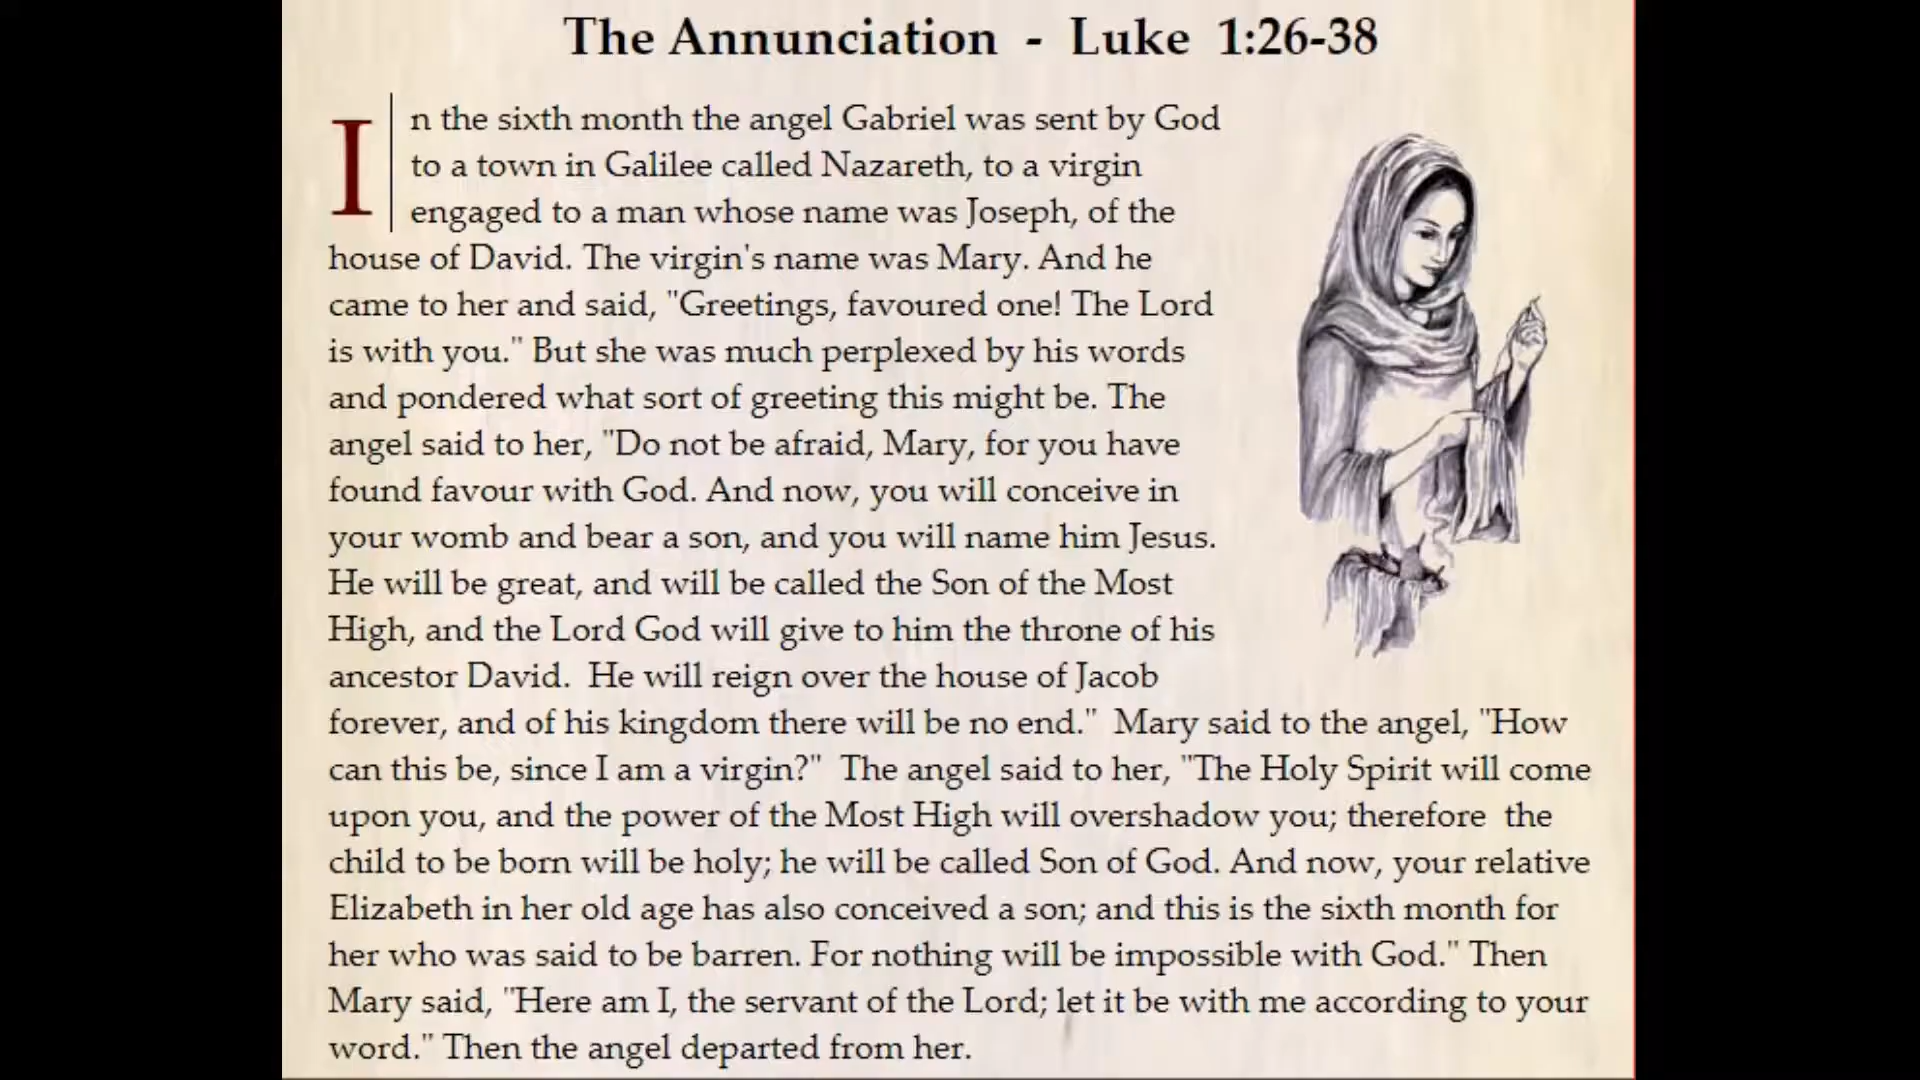 The Annunciation - Luke 1:26-38
In the sixth month the angel Gabriel was sent by God
to a town in Galilee called Nazareth, to a virgin
engaged to a man whose name was Joseph, of the
house of David. The virgin's name was Mary. And he
came to her and said, "Greetings, favoured one! The Lord
is with you." But she was much perplexed by his words
and pondered what sort of greeting this might be. The
angel said to her, "Do not be afraid, Mary, for you have
found favour with God. And now, you will conceive in
your womb and bear a son, and you will name him Jesus.
He will be great, and will be called the Son of the Most
High, and the Lord God will give to him the throne of his
ancestor David.  He will reign over the house of Jacob
forever, and of his kingdom there will be no end."  Mary said to the angel, "How
can this be, since I am a virgin?"  The angel said to her, "The Holy Spirit will come
upon you, and the power of the Most High will overshadow you; therefore  the
child to be born will be holy; he will be called Son of God. And now, your relative
Elizabeth in her old age has also conceived a son; and this is the sixth month for
her who was said to be barren. For nothing will be impossible with God." Then
Mary said, "Here am I, the servant of the Lord; let it be with me according to your
word." Then the angel departed from her.